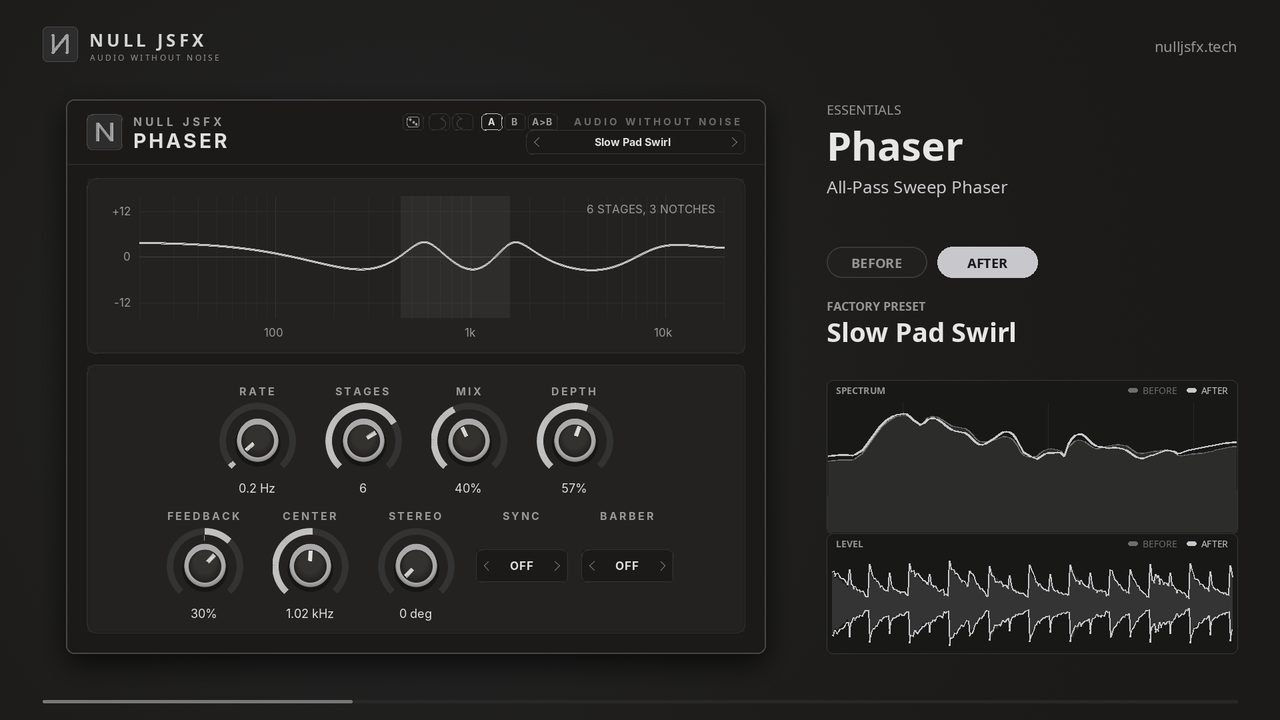 NULL JSFX
AUDIO WITHOUT NOISE
nulljsfx.tech
N
NULL JSFX
PHASER
A B A>B
AUDIO WITHOUT NOISE
Slow Pad Swirl
6 STAGES, 3 NOTCHES
+12
0
-12
100 1k 10k
RATE STAGES MIX DEPTH
0.2 Hz 6 40% 57%
FEEDBACK CENTER STEREO SYNC BARBER
OFF OFF
30% 1.02 kHz 0 deg
ESSENTIALS
Phaser
All-Pass Sweep Phaser
BEFORE AFTER
FACTORY PRESET
Slow Pad Swirl
SPECTRUM BEFORE AFTER
LEVEL BEFORE AFTER